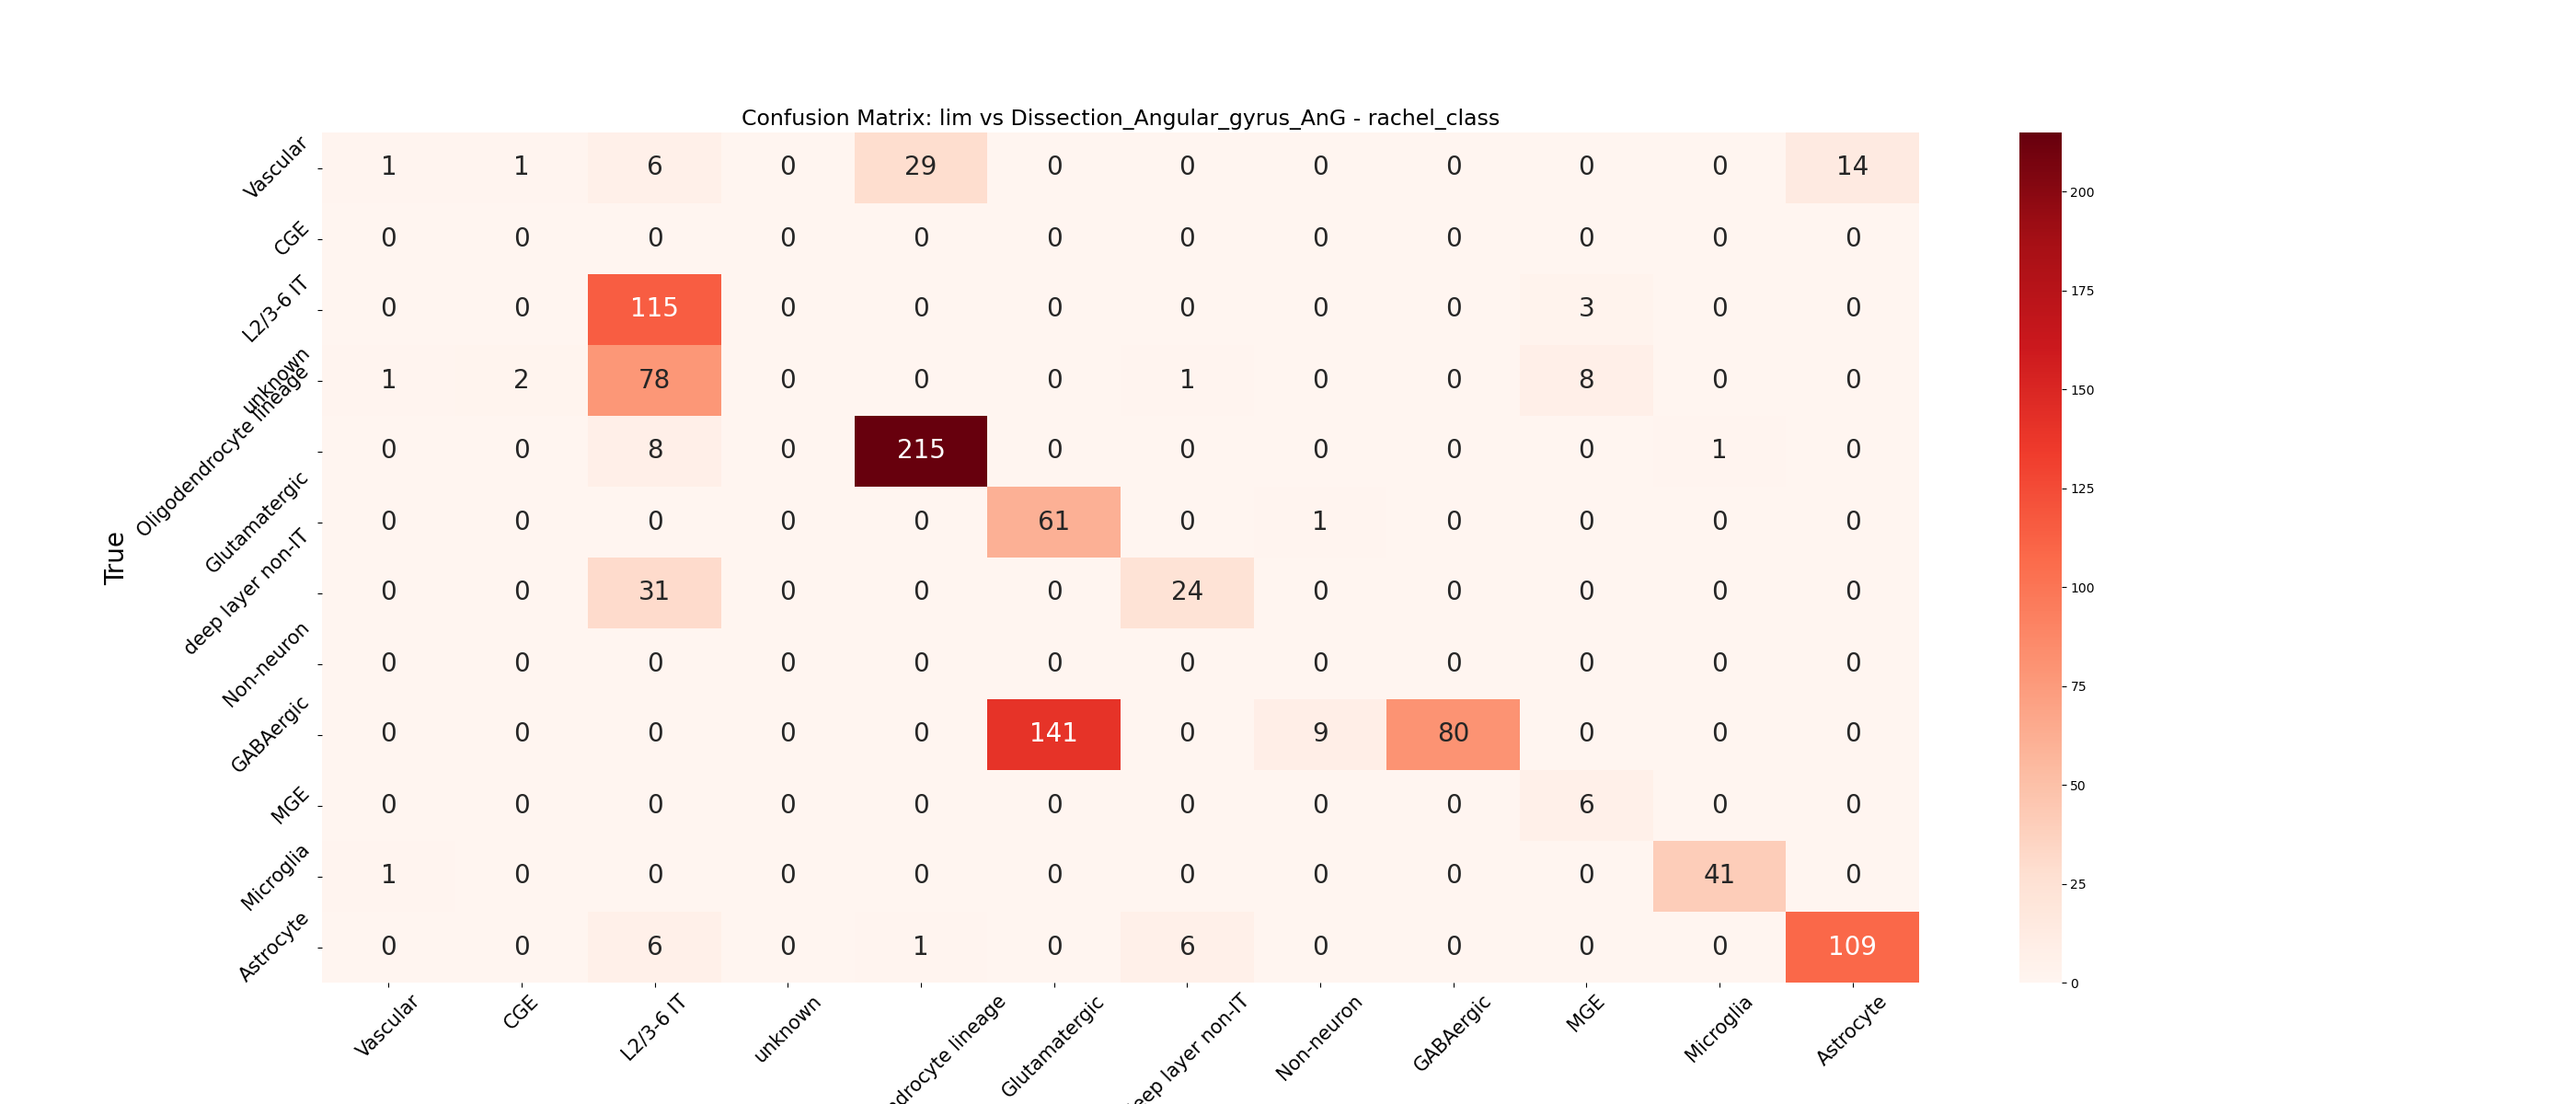 Confusion Matrix: lim vs Dissection_Angular_gyrus_AnG - rachel_class
True
Vascular 1 1 6 0 29 0 0 0 0 0 0 14
CGE 0 0 0 0 0 0 0 0 0 0 0 0
L2/3-6 IT 0 0 115 0 0 0 0 0 0 3 0 0
unknown 1 2 78 0 0 0 1 0 0 8 0 0
Oligodendrocyte lineage 0 0 8 0 215 0 0 0 0 0 1 0
Glutamatergic 0 0 0 0 0 61 0 1 0 0 0 0
deep layer non-IT 0 0 31 0 0 0 24 0 0 0 0 0
Non-neuron 0 0 0 0 0 0 0 0 0 0 0 0
GABAergic 0 0 0 0 0 141 0 9 80 0 0 0
MGE 0 0 0 0 0 0 0 0 0 6 0 0
Microglia 1 0 0 0 0 0 0 0 0 0 41 0
Astrocyte 0 0 6 0 1 0 6 0 0 0 0 109
Vascular CGE L2/3-6 IT unknown lineage Glutamatergic layer non-IT Non-neuron GABAergic MGE Microglia Astrocyte
200
175
150
125
100
75
50
25
0